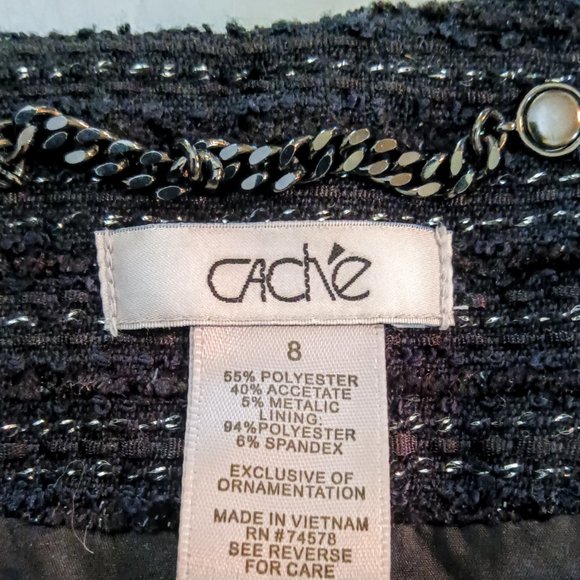 CAChé
8
55% POLYESTER
40% ACCETATE
5% METALIC
LINING:
94%POLYESTER
6% SPANDEX
EXCLUSIVE OF
ORNAMENTATION
MADE IN VIETNAM
RN #74578
SEE REVERSE
FOR CARE